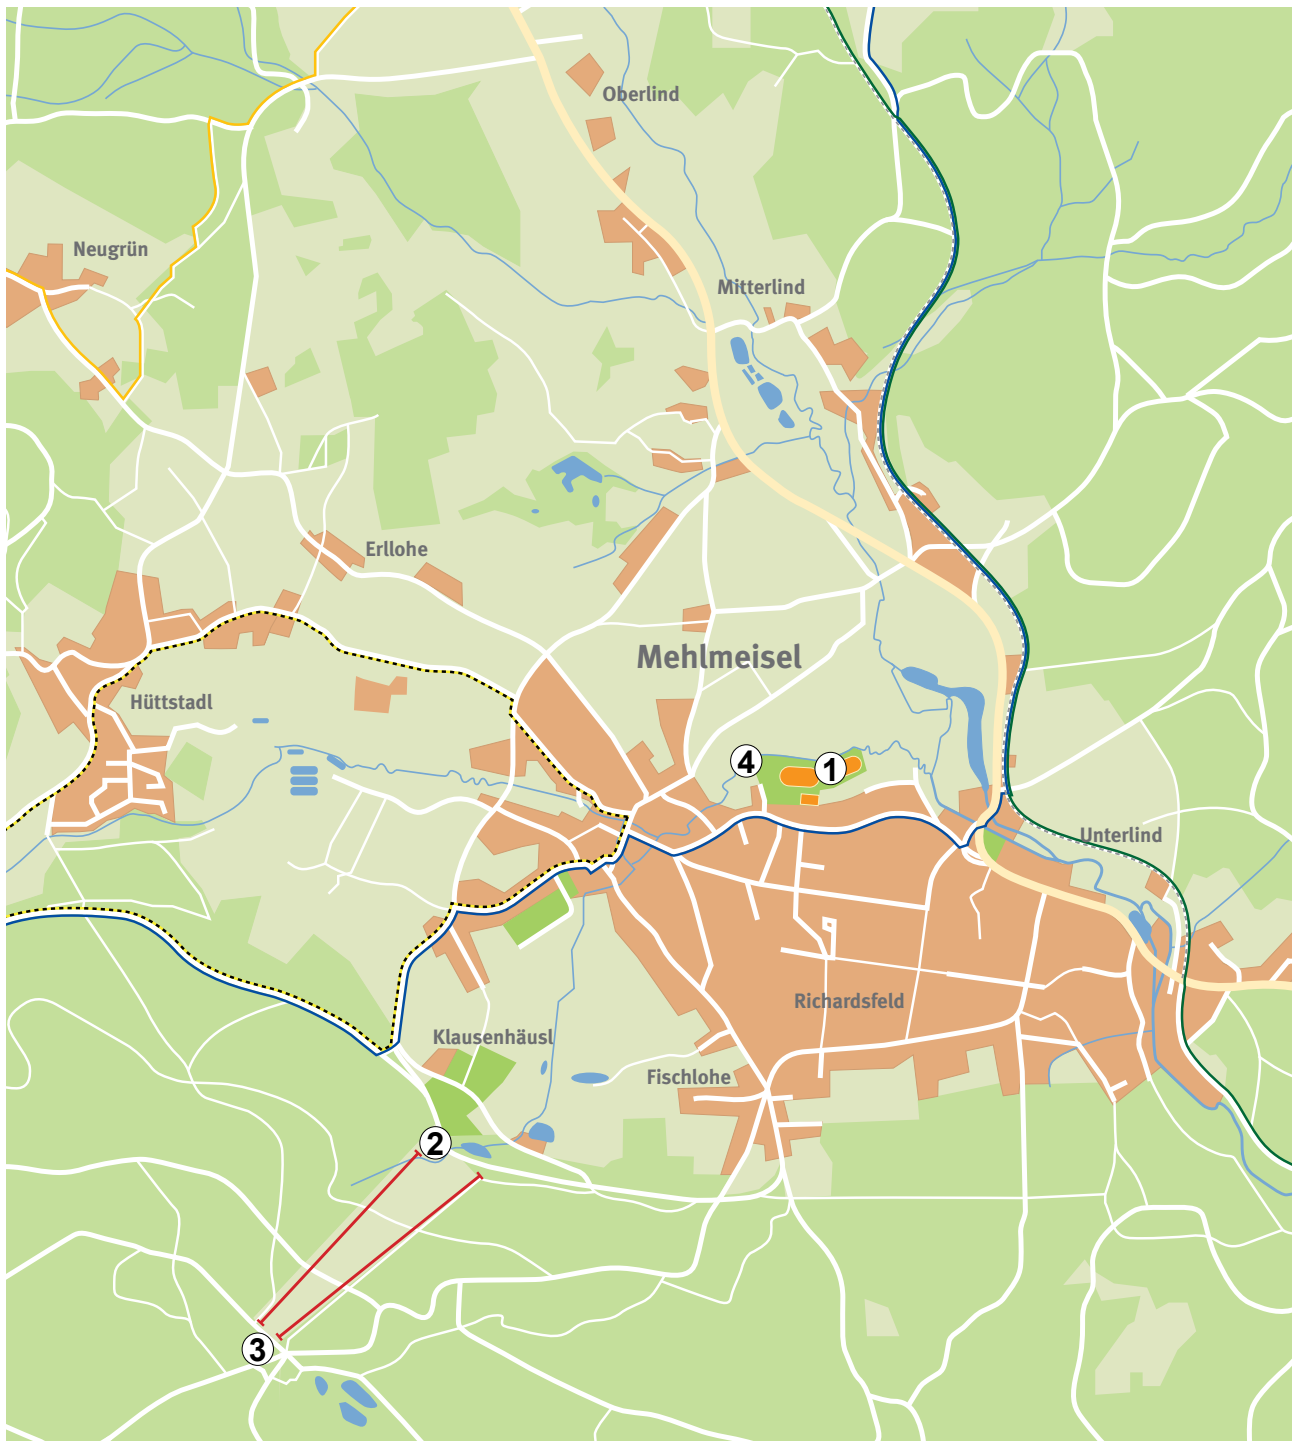 Oberlind
Neugrün
Mitterlind
Erllohe
Mehlmeisel
Hüttstadl
4
1
Unterlind
Richardsfeld
Klausenhäusl
Fischlohe
2
3